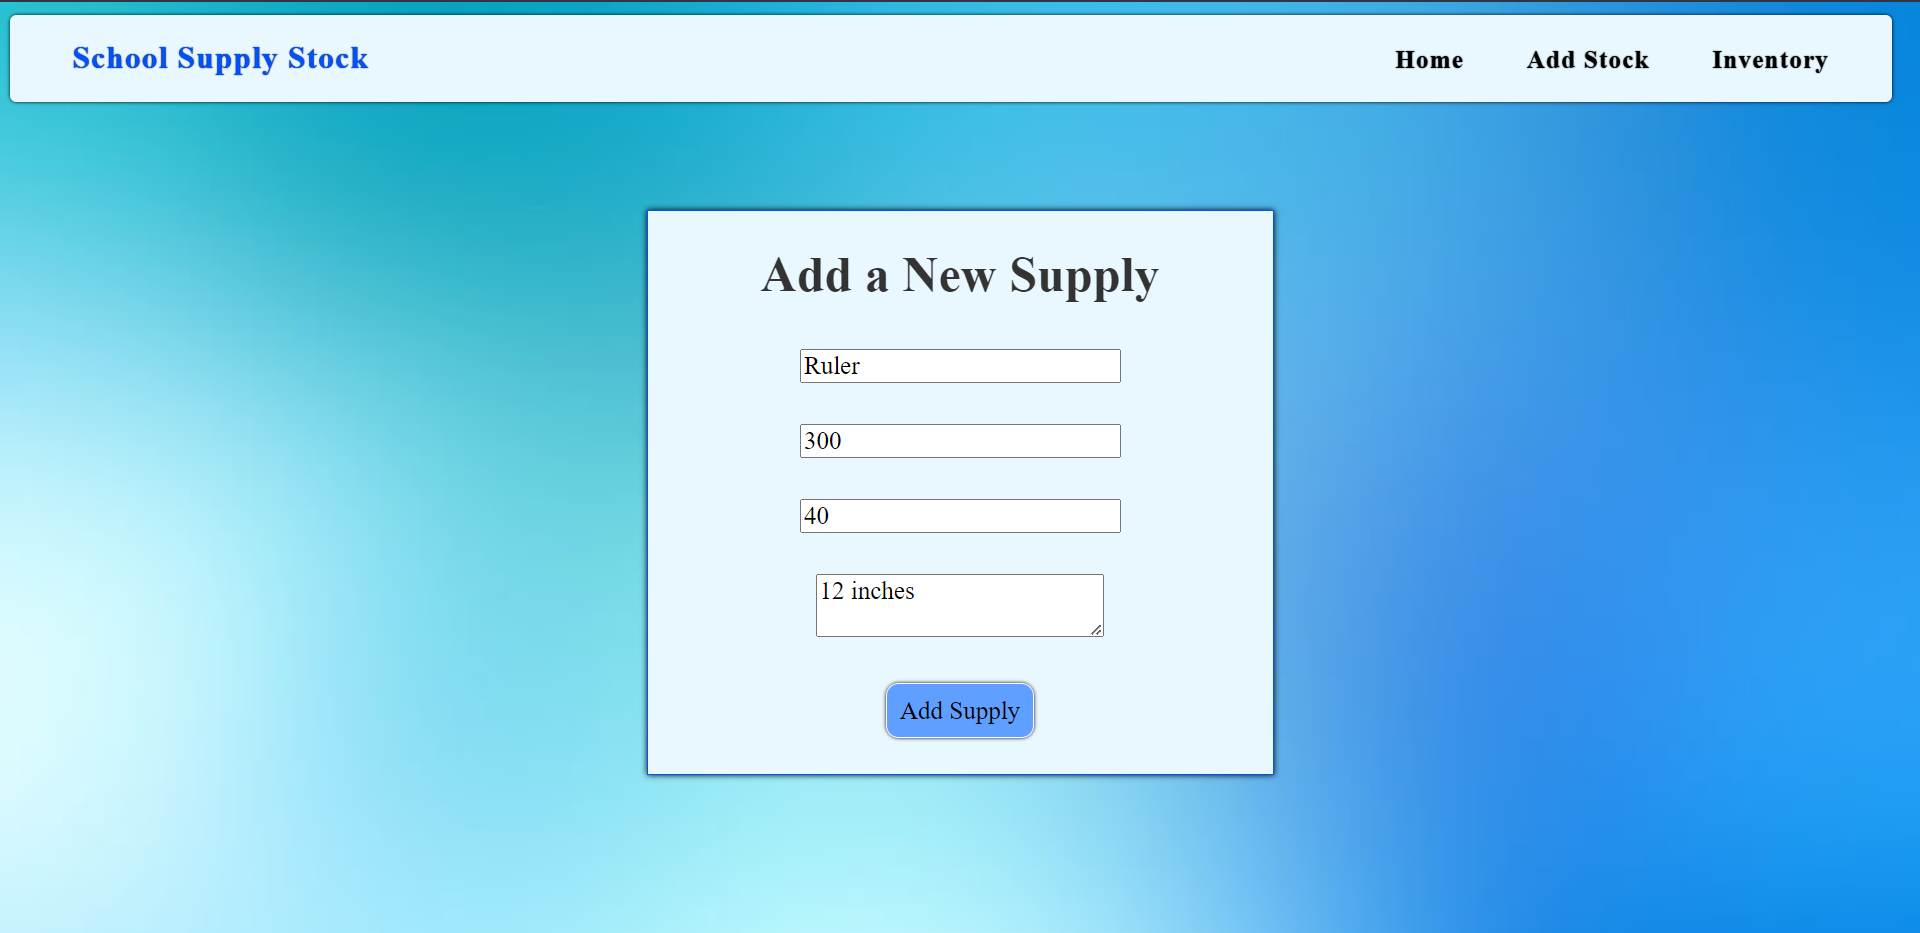 School Supply Stock
Home Add Stock Inventory
Add a New Supply
Ruler
300
40
12 inches
Add Supply